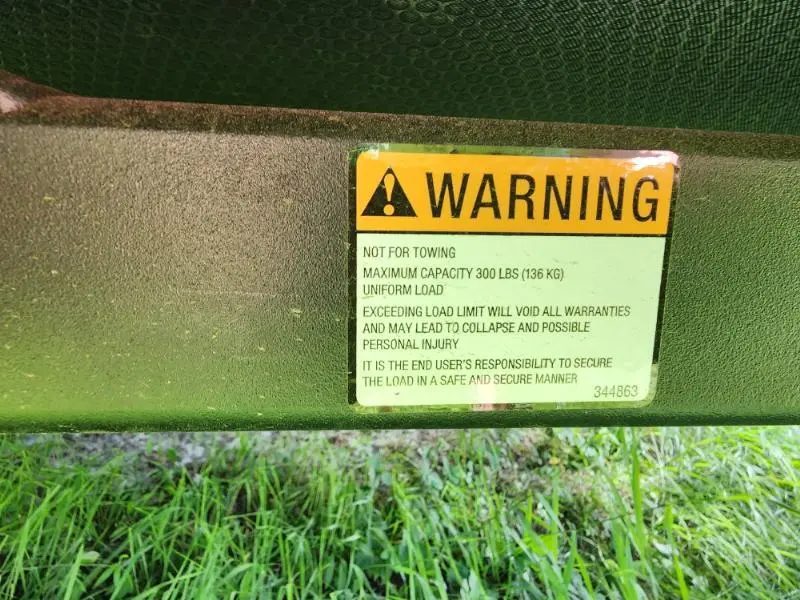 WARNING
NOT FOR TOWING
MAXIMUM CAPACITY 300 LBS (136 KG)
UNIFORM LOAD
EXCEEDING LOAD LIMIT WILL VOID ALL WARRANTIES
AND MAY LEAD TO COLLAPSE AND POSSIBLE
PERSONAL INJURY
IT IS THE END USER'S RESPONSIBILITY TO SECURE
THE LOAD IN A SAFE AND SECURE MANNER
344863